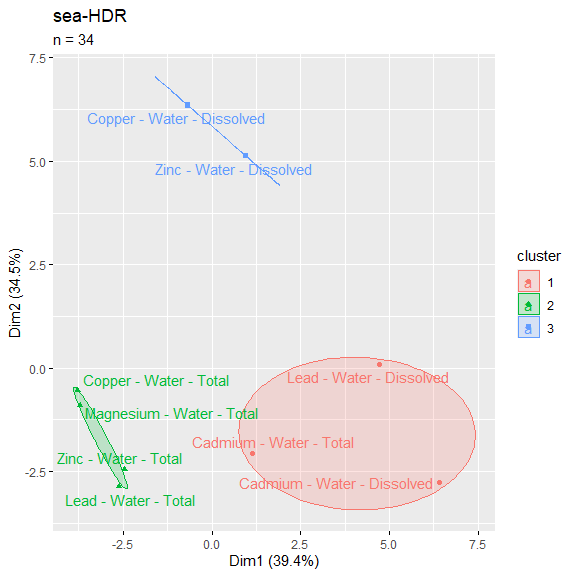 sea-HDR
n = 34
7.5
Copper - Water - Dissolved
5.0
Zinc - Water - Dissolved
2.5
cluster
a 1
a 2
a 3
Dim2 (34.5%)
0.0
Lead - Water - Dissolved
Copper - Water - Total
Magnesium - Water - Total
Cadmium - Water - Total
Zinc - Water - Total
-2.5
Cadmium - Water - Dissolved
Lead - Water - Total
-2.5 0.0 2.5 5.0 7.5
Dim1 (39.4%)